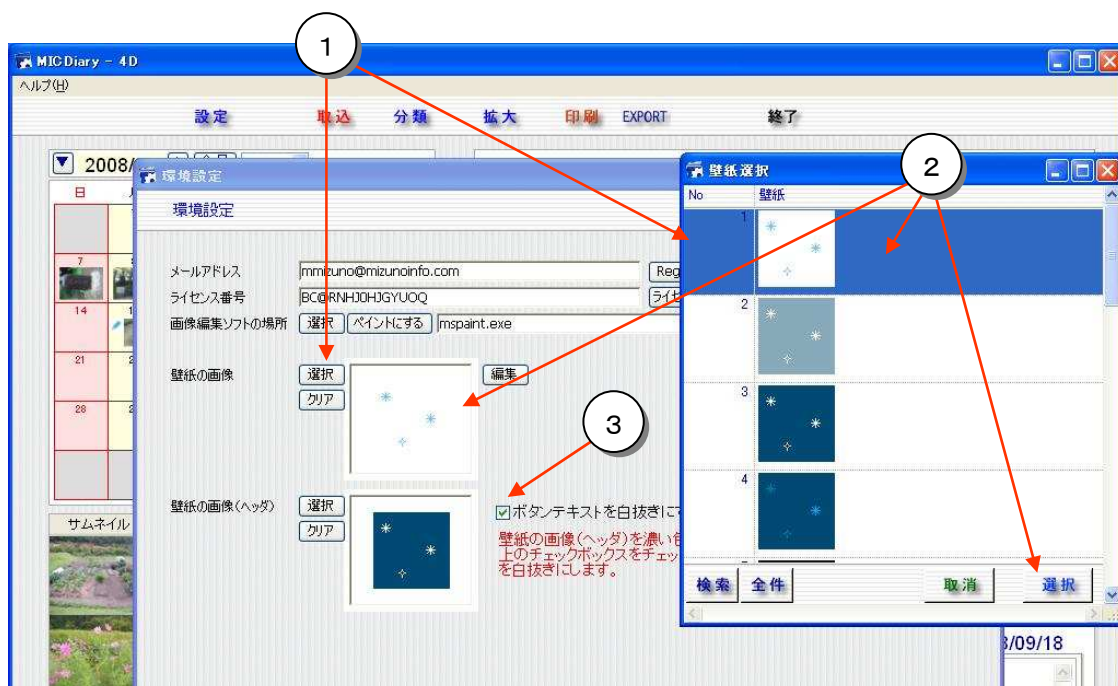 1
MIC Diary - 4D
ヘルプ(H)
設定 取込 分類 拡大 印刷 EXPORT 終了
2008/
日
7
14
21
28
サムネイル
環境設定
環境設定
メールアドレス mmizuno@mizunoinfo.com Reg
ライセンス番号 BC@RNHJ0HJGYUOQ ライセ
画像編集ソフトの場所 選択 ペイントにする mspaint.exe
壁紙の画像 選択 編集
クリア
3
壁紙の画像(ヘッダ) 選択 ボタンテキストを白抜きに
クリア
壁紙の画像(ヘッダ)を濃い
上のチェックボックスをチェッ
を白抜きにします。
2
壁紙選択
No 壁紙
1
2
3
4
検索 全件 取消 選択
/09/18